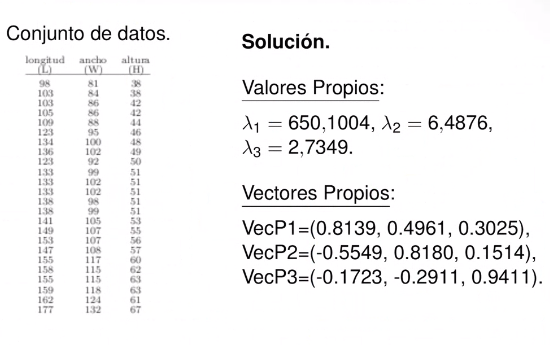 Conjunto de datos.
longitud ancho altura
(L) (W) (H)
98 81 38
103 84 38
103 86 42
105 86 42
109 88 44
123 95 46
134 100 48
136 102 49
123 92 50
133 99 51
133 102 51
133 102 51
138 98 51
138 99 51
141 105 53
149 107 55
153 107 56
147 108 57
155 117 60
158 115 62
155 115 63
159 118 63
162 124 61
177 132 67
Solución.
Valores Propios:
λ1 = 650,1004, λ2 = 6,4876,
λ3 = 2,7349.
Vectores Propios:
VecP1=(0.8139, 0.4961, 0.3025),
VecP2=(-0.5549, 0.8180, 0.1514),
VecP3=(-0.1723, -0.2911, 0.9411).